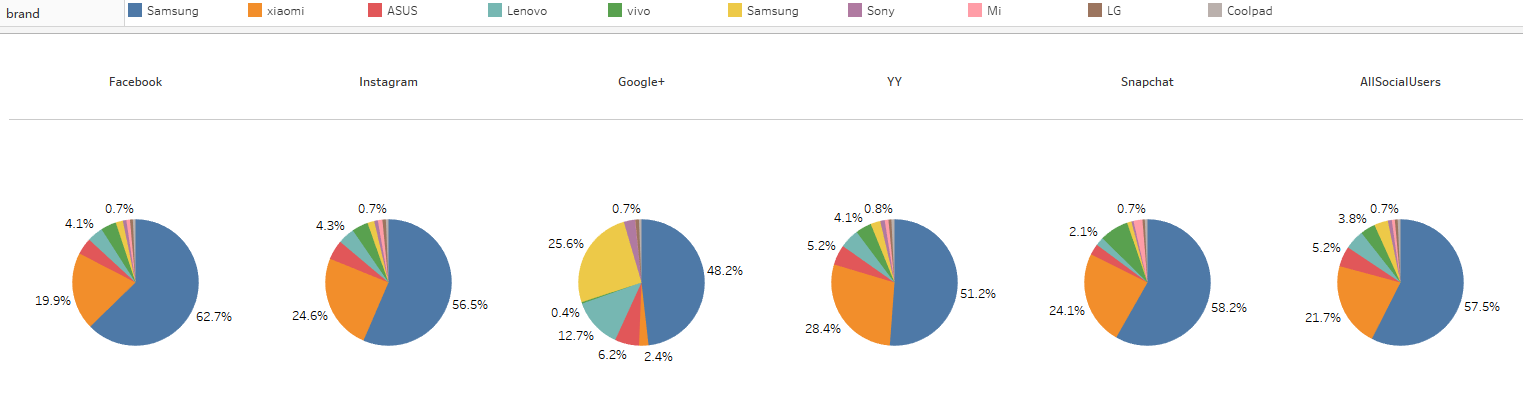 brand Samsung xiaomi ASUS Lenovo vivo Samsung Sony Mi LG Coolpad
Facebook Instagram Google+ YY Snapchat AllSocialUsers
0.7% 0.7% 0.7% 0.8% 0.7% 0.7%
4.1% 4.3% 4.1% 2.1% 3.8%
25.6% 5.2% 5.2%
48.2%
19.9% 24.6% 0.4% 51.2% 24.1% 58.2% 21.7% 57.5%
62.7% 56.5% 12.7% 28.4%
6.2% 2.4%